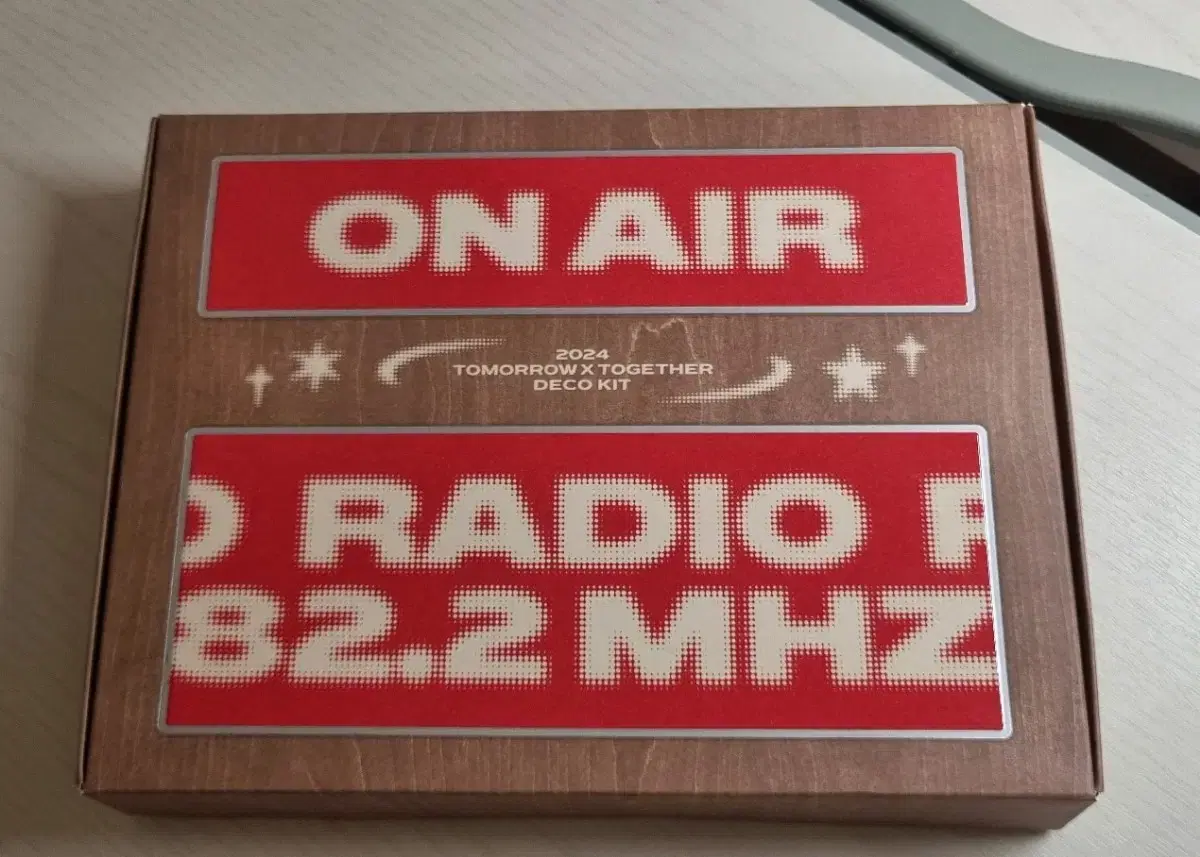 ON AIR
2024
TOMORROW X TOGETHER
DECO KIT
O RADIO R
82.2 MHZ